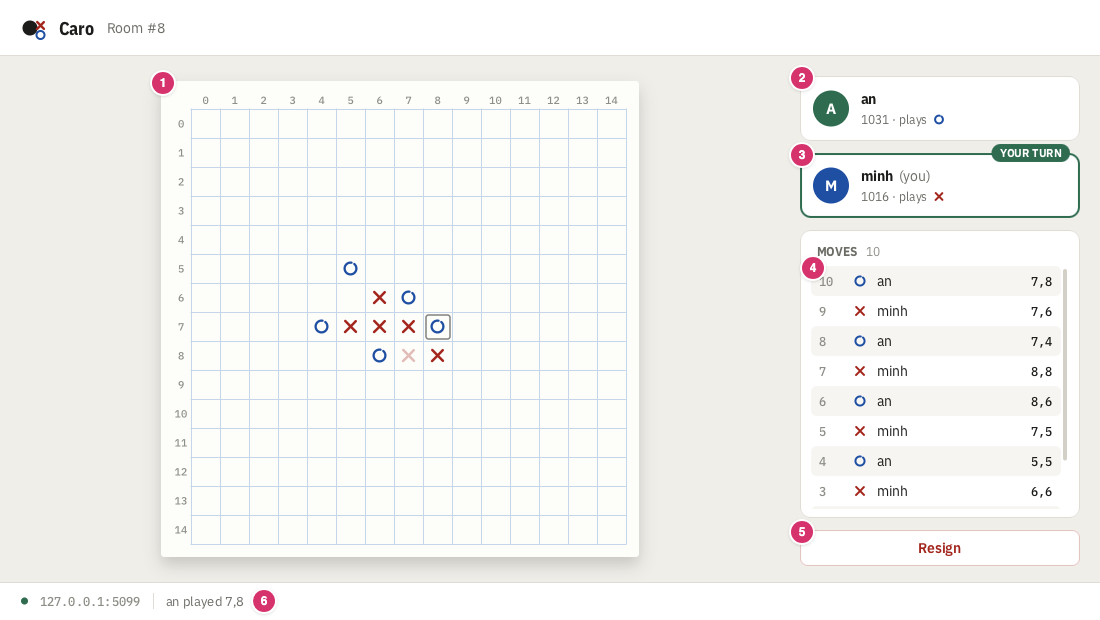 Caro Room #8
1
0 1 2 3 4 5 6 7 8 9 10 11 12 13 14
0
1
2
3
4
5
6
7
8
9
10
11
12
13
14
2
A
an
1031 · plays
3
YOUR TURN
M
minh (you)
1016 · plays
MOVES 10
4
10 an 7,8
9 minh 7,6
8 an 7,4
7 minh 8,8
6 an 8,6
5 minh 7,5
4 an 5,5
3 minh 6,6
5
Resign
127.0.0.1:5099 an played 7,8 6